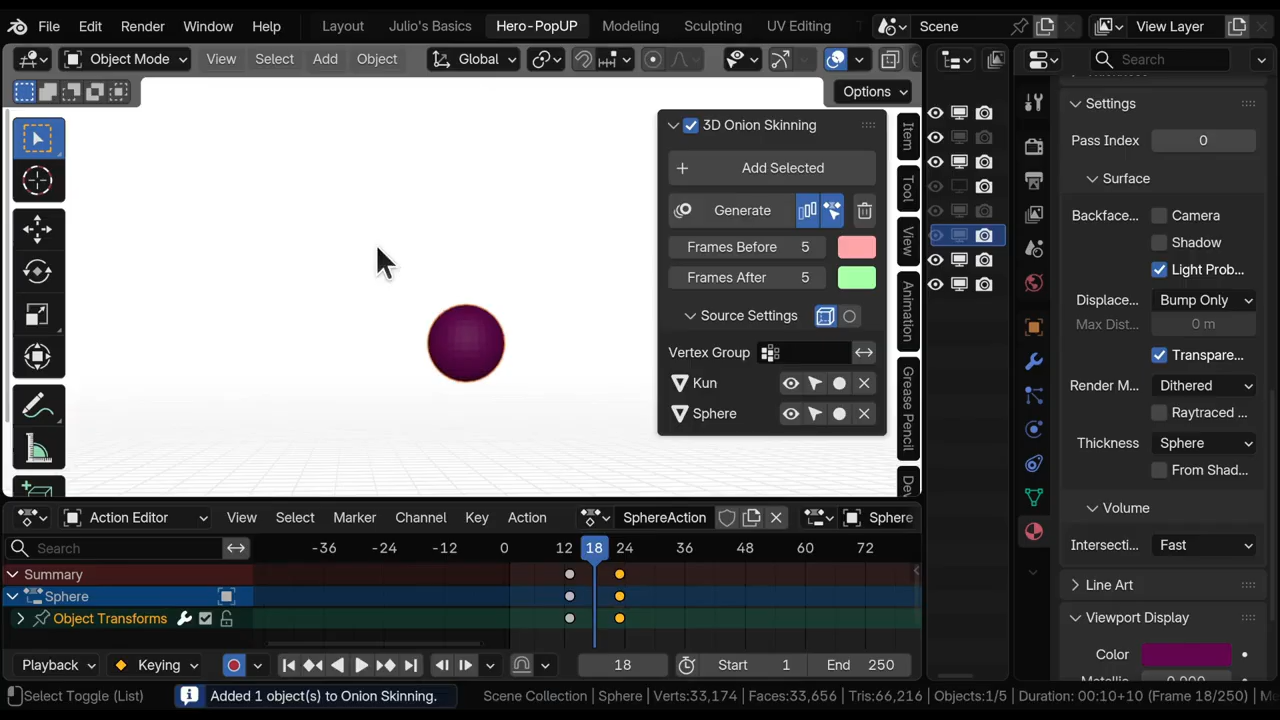 File Edit Render Window Help Layout Julio's Basics Hero-PopUP Modeling Sculpting UV Editing Scene View Layer
Object Mode View Select Add Object Global Search
Options
3D Onion Skinning
Add Selected
Generate
Frames Before 5
Frames After 5
Source Settings
Vertex Group
Kun
Sphere
Item
Tool
View
Animation
Grease Pencil
Settings
Pass Index 0
Surface
Backface... Camera
Shadow
Light Prob...
Displace... Bump Only
Max Dist... 0 m
Transpare...
Render M... Dithered
Raytraced ...
Thickness Sphere
From Shad...
Volume
Intersecti... Fast
Line Art
Viewport Display
Color
Action Editor View Select Marker Channel Key Action SphereAction Sphere
Search -36 -24 -12 0 12 18 24 36 48 60 72
Summary
Sphere
Object Transforms
Playback Keying 18 Start 1 End 250
Select Toggle (List) Added 1 object(s) to Onion Skinning. Scene Collection | Sphere | Verts:33,174 | Faces:33,656 | Tris:66,216 | Objects:1/5 | Duration: 00:10+10 (Frame 18/250) |